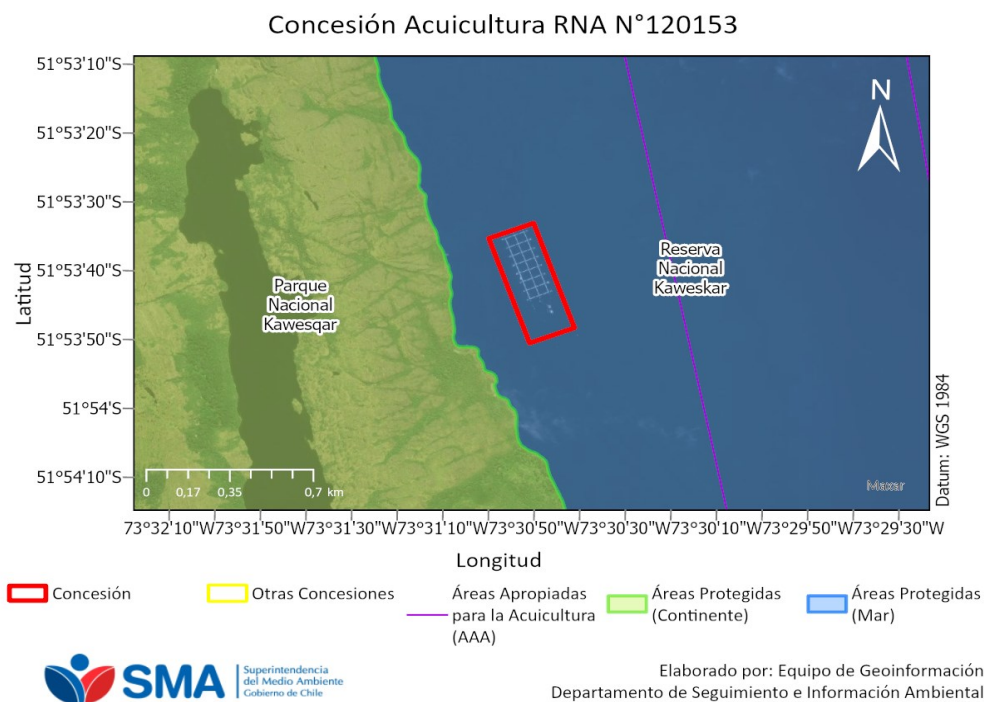 Concesión Acuicultura RNA N°120153
51°53'10"S
51°53'20"S
51°53'30"S
51°53'40"S
51°53'50"S
51°54'S
51°54'10"S
Latitud
N
Parque
Nacional
Kawesqar
Reserva
Nacional
Kaweskar
0 0,17 0,35 0,7 km
Maxar
Datum: WGS 1984
73°32'10"W 73°31'50"W 73°31'30"W 73°31'10"W 73°30'50"W 73°30'30"W 73°30'10"W 73°29'50"W 73°29'30"W
Longitud
Concesión
Otras Concesiones
Áreas Apropiadas
para la Acuicultura
(AAA)
Áreas Protegidas
(Continente)
Áreas Protegidas
(Mar)
SMA
Superintendencia
del Medio Ambiente
Gobierno de Chile
Elaborado por: Equipo de Geoinformación
Departamento de Seguimiento e Información Ambiental